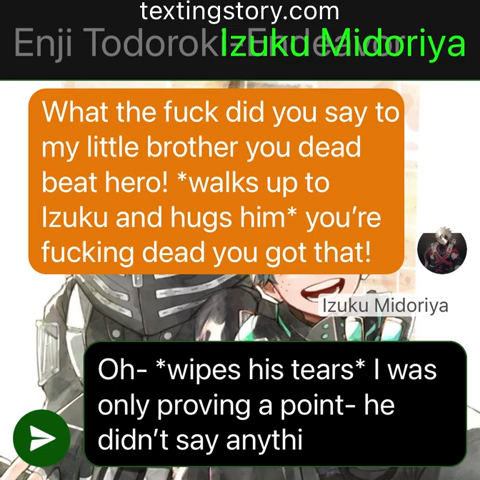 textingstory.com
Enji Todoroki-Endeavor
Izuku Midoriya
What the fuck did you say to
my little brother you dead
beat hero! *walks up to
Izuku and hugs him* you’re
fucking dead you got that!
Izuku Midoriya
Oh- *wipes his tears* I was
only proving a point- he
didn’t say anythi